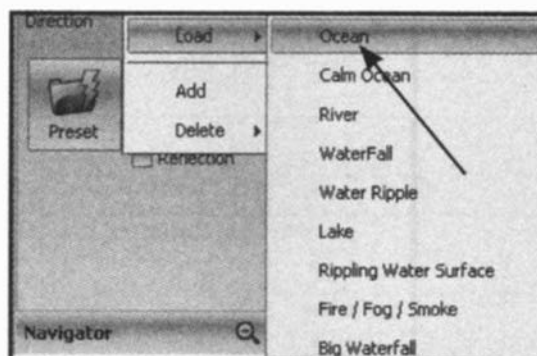 Direction
Load
Add
Delete
Preset
Reflection
Navigator
Ocean
Calm Ocean
River
WaterFall
Water Ripple
Lake
Rippling Water Surface
Fire / Fog / Smoke
Big Waterfall